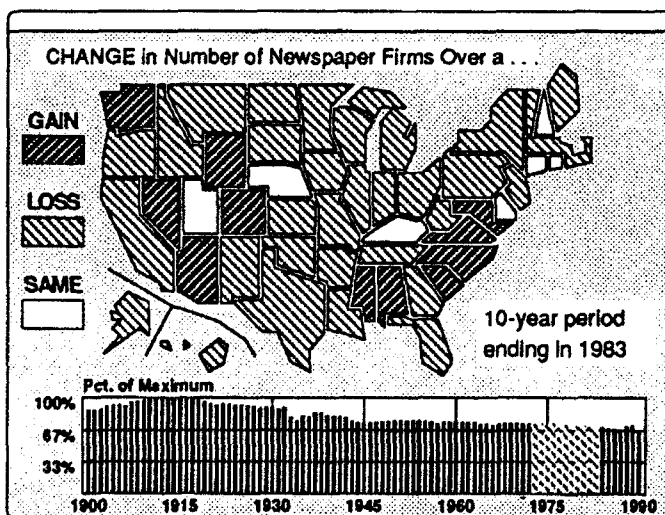 CHANGE in Number of Newspaper Firms Over a . . .
GAIN
LOSS
SAME
10-year period
ending in 1983
Pct. of Maximum
100%
67%
33%
1900 1915 1930 1945 1960 1975 1990